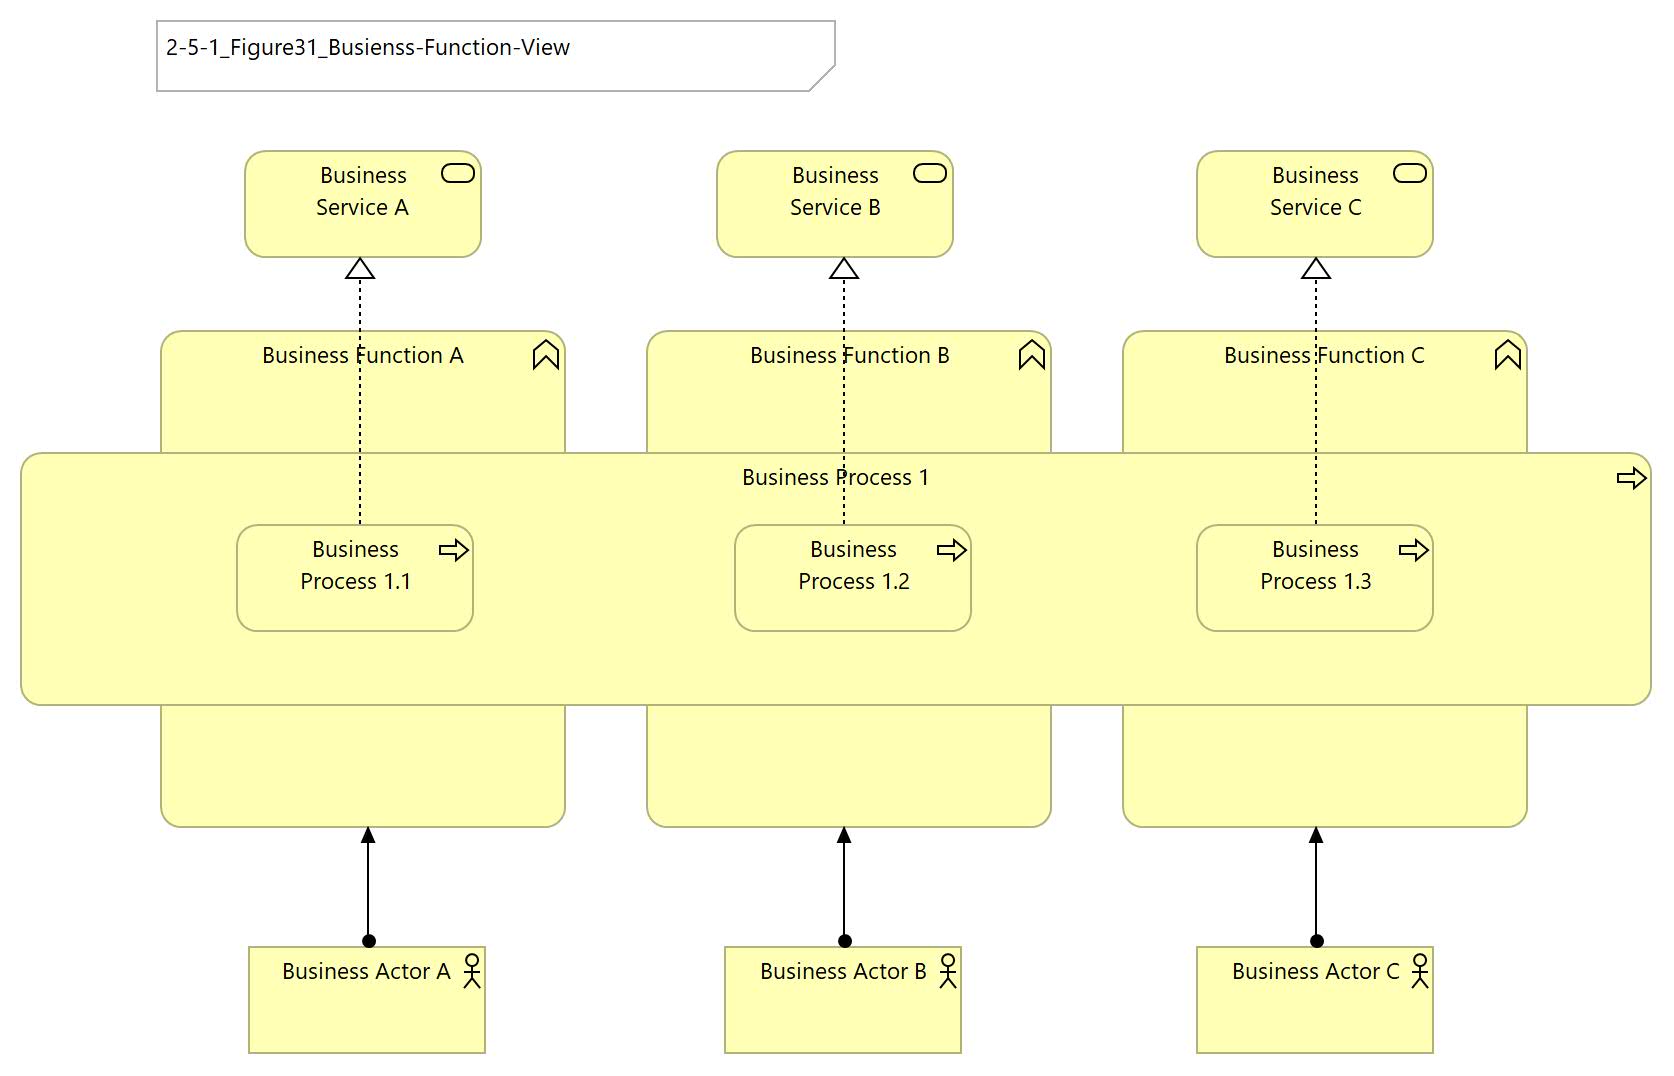 2-5-1_Figure31_Busienss-Function-View
Business
Service A
Business
Service B
Business
Service C
Business Function A
Business Function B
Business Function C
Business Process 1
Business
Process 1.1
Business
Process 1.2
Business
Process 1.3
Business Actor A
Business Actor B
Business Actor C